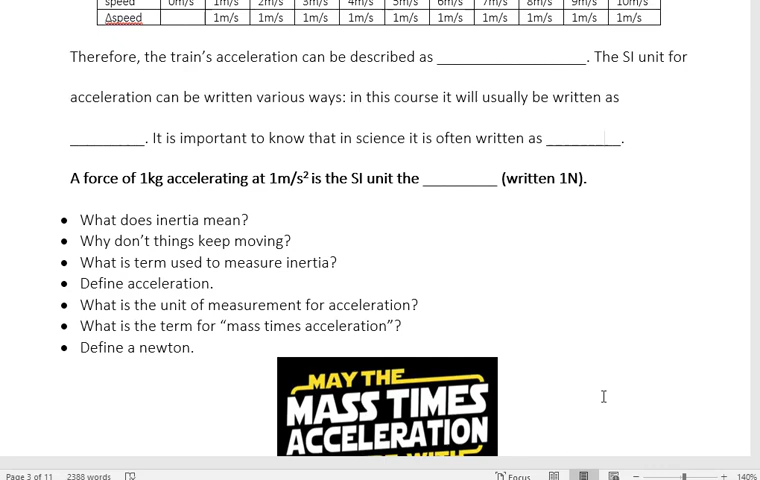 speed 0m/s 1m/s 2m/s 3m/s 4m/s 5m/s 6m/s 7m/s 8m/s 9m/s 10m/s
Δspeed 1m/s 1m/s 1m/s 1m/s 1m/s 1m/s 1m/s 1m/s 1m/s 1m/s
Therefore, the train’s acceleration can be described as __________________. The SI unit for
acceleration can be written various ways: in this course it will usually be written as
_________. It is important to know that in science it is often written as _________.
A force of 1kg accelerating at 1m/s² is the SI unit the _________ (written 1N).
• What does inertia mean?
• Why don’t things keep moving?
• What is term used to measure inertia?
• Define acceleration.
• What is the unit of measurement for acceleration?
• What is the term for “mass times acceleration”?
• Define a newton.
MAY THE
MASS TIMES
ACCELERATION
Page 3 of 11 2388 words Focus 140%